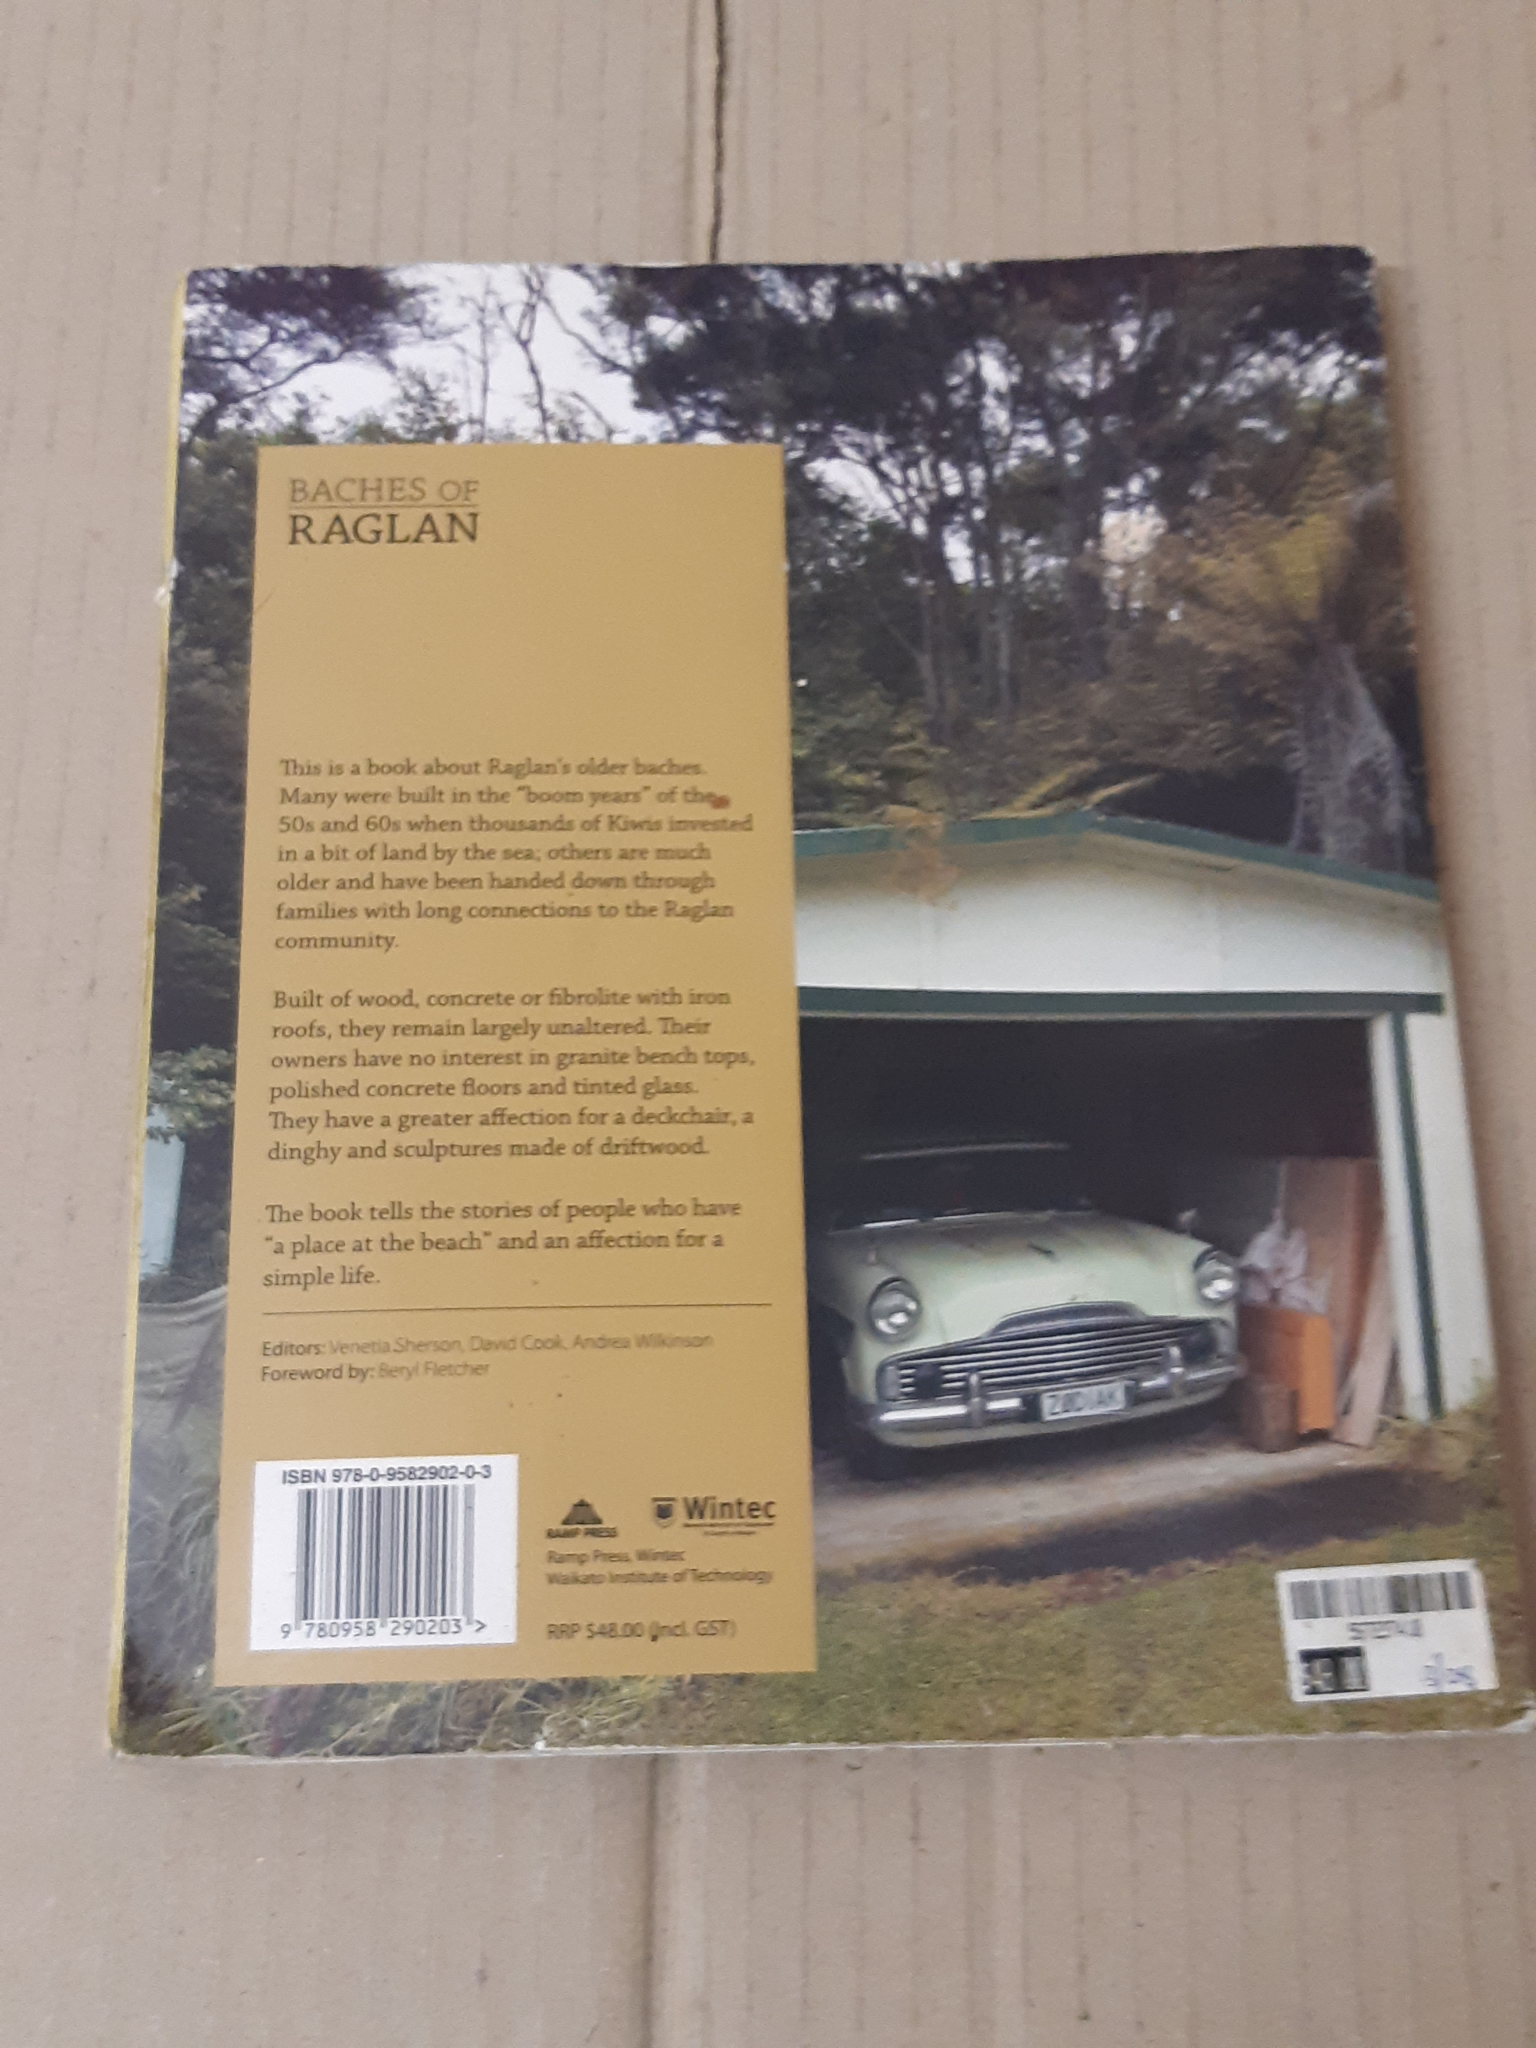 BACHES OF
RAGLAN
This is a book about Raglan's older baches.
Many were built in the "boom years" of the
50s and 60s when thousands of Kiwis invested
in a bit of land by the sea; others are much
older and have been handed down through
families with long connections to the Raglan
community.
Built of wood, concrete or fibrolite with iron
roofs, they remain largely unaltered. Their
owners have no interest in granite bench tops,
polished concrete floors and tinted glass.
They have a greater affection for a deckchair, a
dinghy and sculptures made of driftwood.
The book tells the stories of people who have
"a place at the beach" and an affection for a
simple life.
Editors: Venetia Sherson, David Cook, Andrea Wilkinson
Foreword by: Beryl Fletcher
ISBN 978-0-9582902-0-3
9 780958 290203 >
RAMP PRESS
Wintec
Ramp Press, Wintec
Waikato Institute of Technology
RRP $48.00 (Incl. GST)
ZODIAK